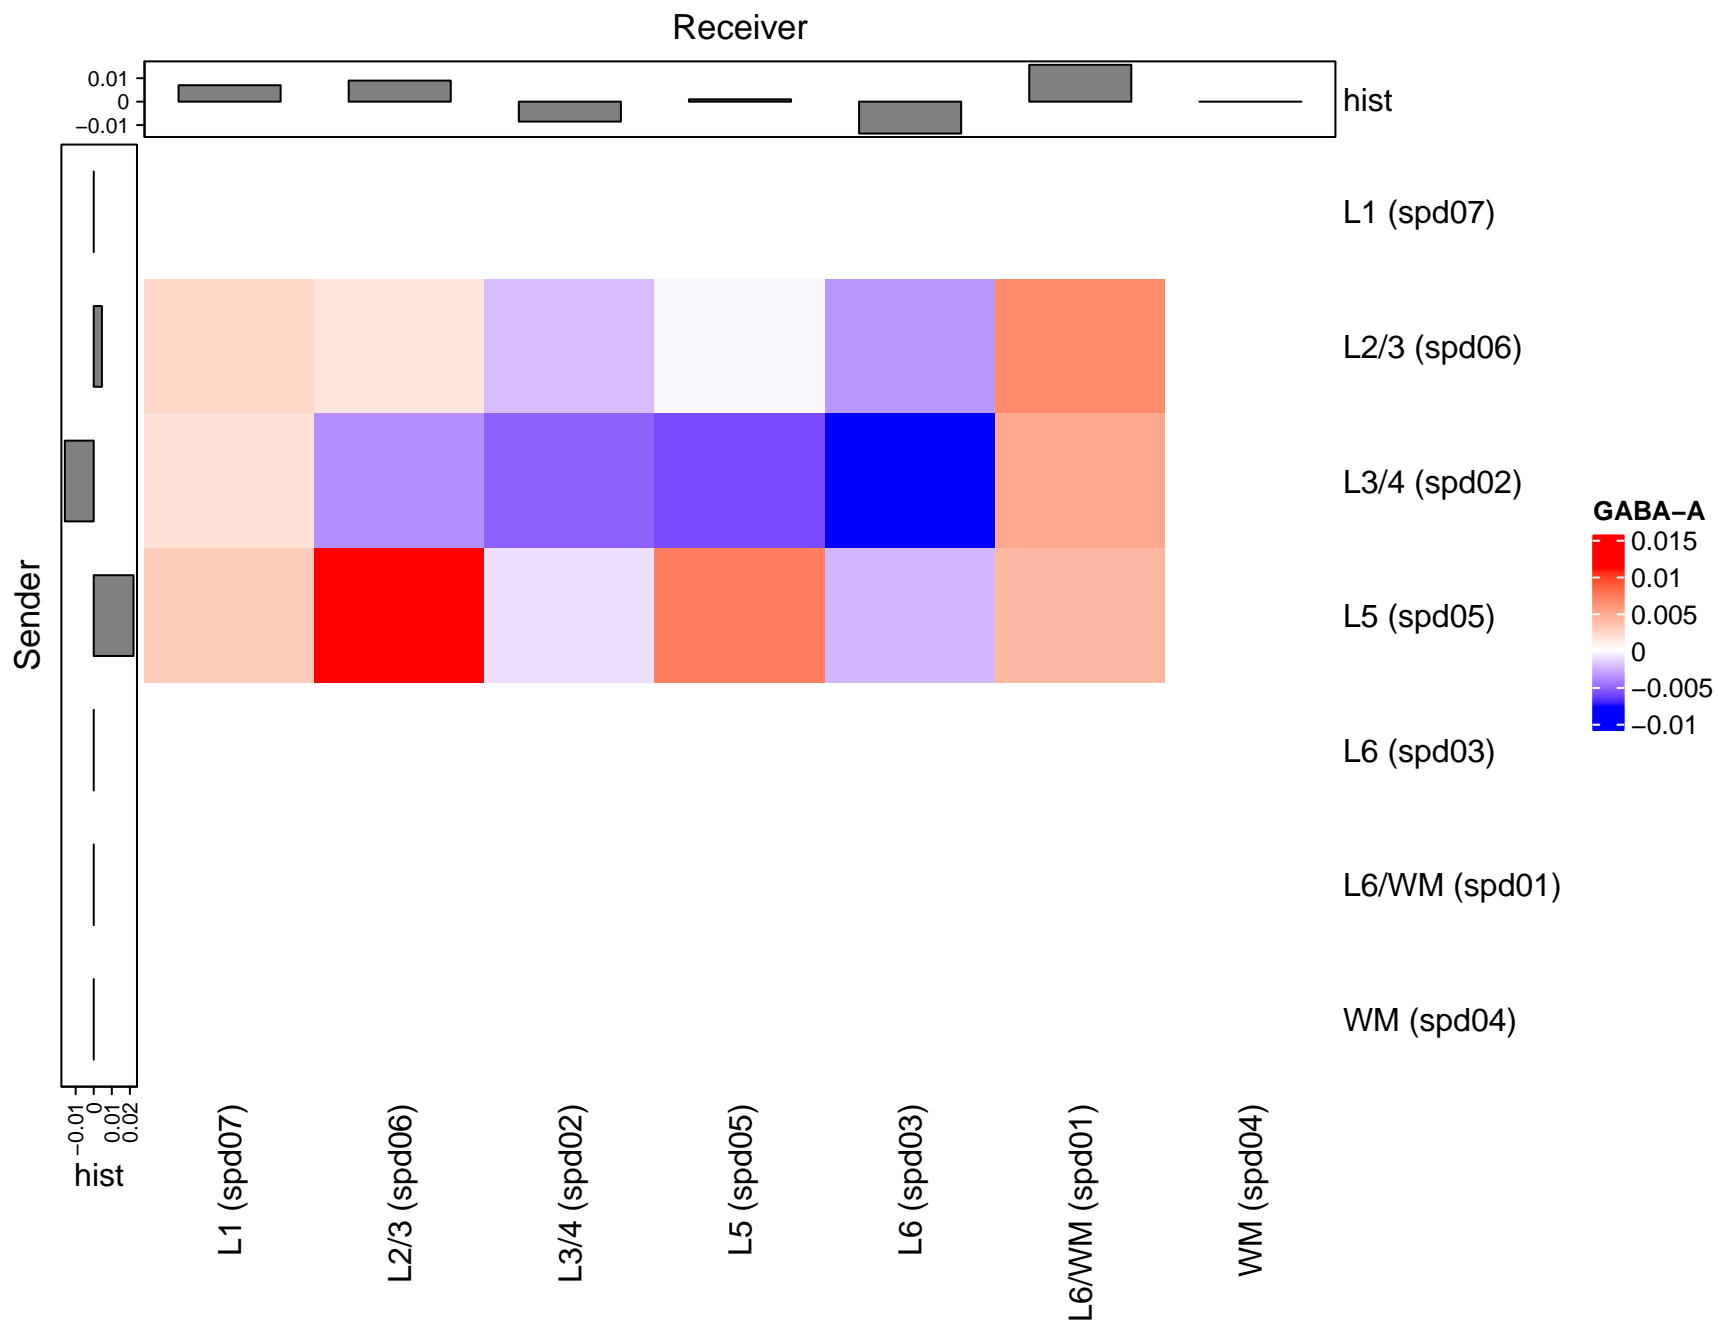 Receiver
0.01
0
−0.01
hist
L1 (spd07)
L2/3 (spd06)
L3/4 (spd02)
L5 (spd05)
L6 (spd03)
L6/WM (spd01)
WM (spd04)
Sender
GABA−A
0.015
0.01
0.005
0
−0.005
−0.01
−0.01
0
0.01
0.02
hist
L1 (spd07)
L2/3 (spd06)
L3/4 (spd02)
L5 (spd05)
L6 (spd03)
L6/WM (spd01)
WM (spd04)